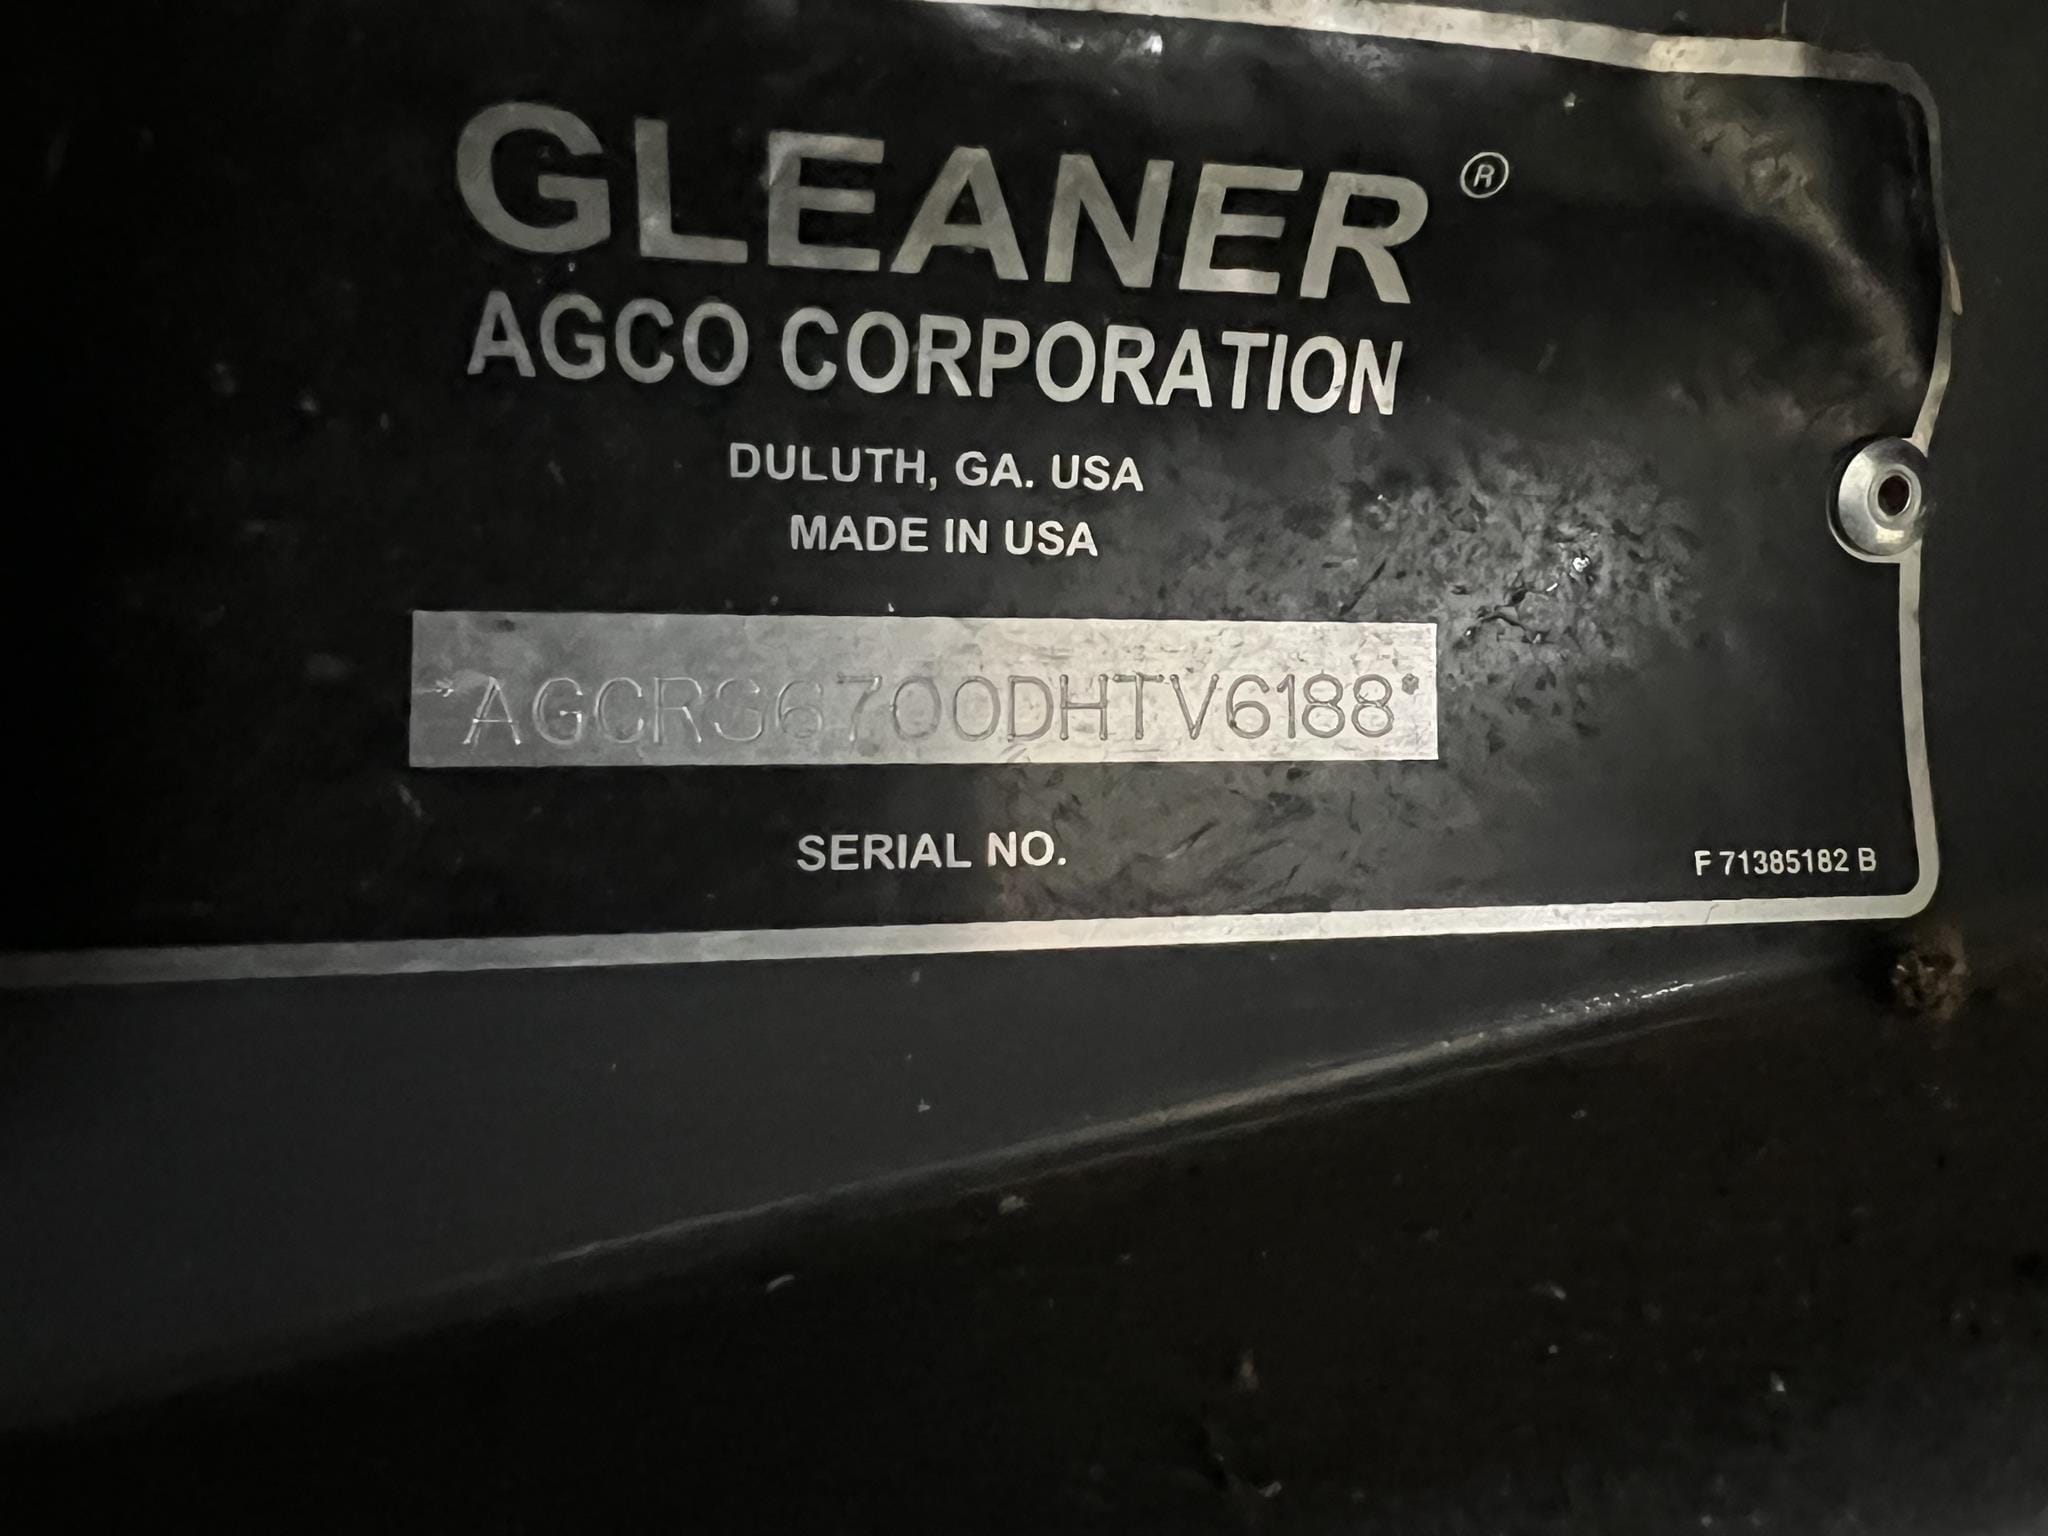 GLEANER®
AGCO CORPORATION
DULUTH, GA. USA
MADE IN USA
*AGCRS6700DHTV6188*
SERIAL NO.
F 71385182 B